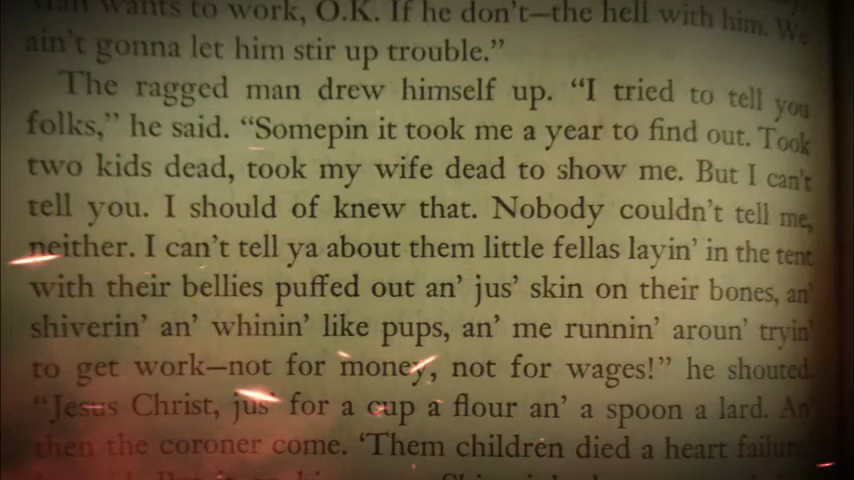 wants to work, O.K. If he don't—the hell with him. We
ain't gonna let him stir up trouble.”
The ragged man drew himself up. “I tried to tell you
folks,” he said. “Somepin it took me a year to find out. Took
two kids dead, took my wife dead to show me. But I can't
tell you. I should of knew that. Nobody couldn't tell me,
neither. I can't tell ya about them little fellas layin' in the tent
with their bellies puffed out an' jus' skin on their bones, an'
shiverin' an' whinin' like pups, an' me runnin' aroun' tryin'
to get work—not for money, not for wages!” he shouted.
“Jesus Christ, jus' for a cup a flour an' a spoon a lard. An'
then the coroner come. ‘Them children died a heart failure